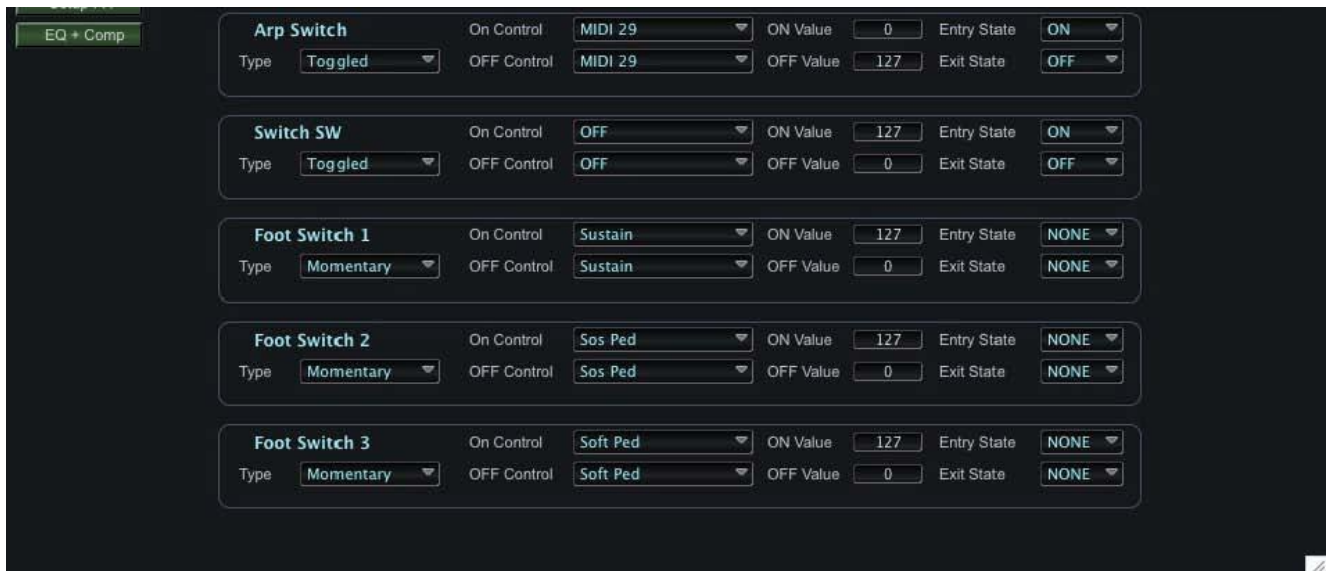 EQ + Comp
Arp Switch On Control MIDI 29 ON Value 0 Entry State ON
Type Toggled OFF Control MIDI 29 OFF Value 127 Exit State OFF
Switch SW On Control OFF ON Value 127 Entry State ON
Type Toggled OFF Control OFF OFF Value 0 Exit State OFF
Foot Switch 1 On Control Sustain ON Value 127 Entry State NONE
Type Momentary OFF Control Sustain OFF Value 0 Exit State NONE
Foot Switch 2 On Control Sos Ped ON Value 127 Entry State NONE
Type Momentary OFF Control Sos Ped OFF Value 0 Exit State NONE
Foot Switch 3 On Control Soft Ped ON Value 127 Entry State NONE
Type Momentary OFF Control Soft Ped OFF Value 0 Exit State NONE